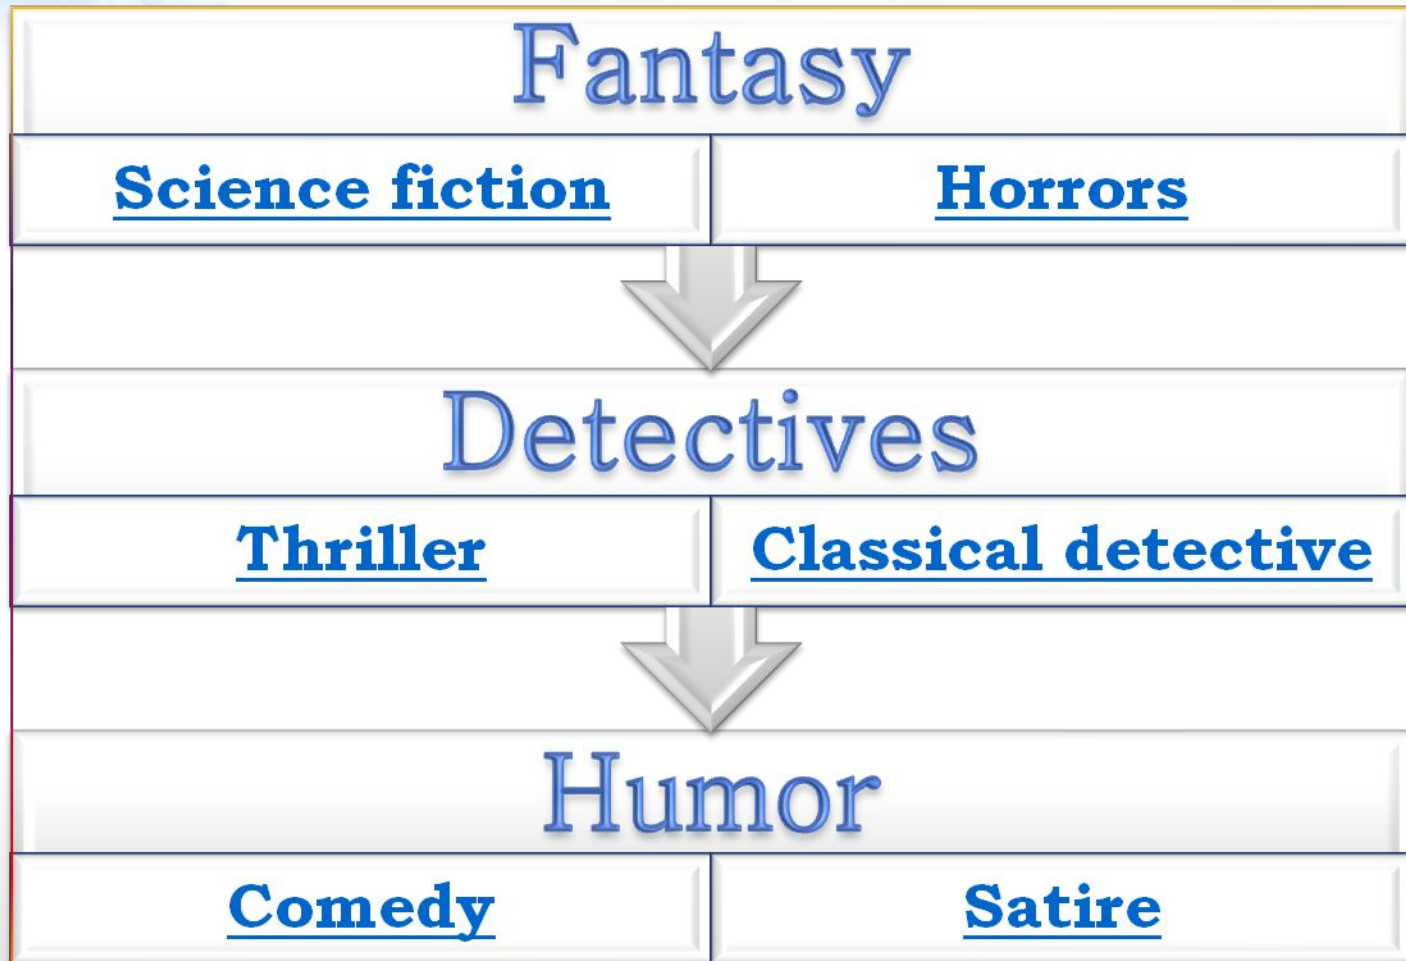 Fantasy
Science fiction
Horrors
Detectives
Thriller
Classical detective
Humor
Comedy
Satire